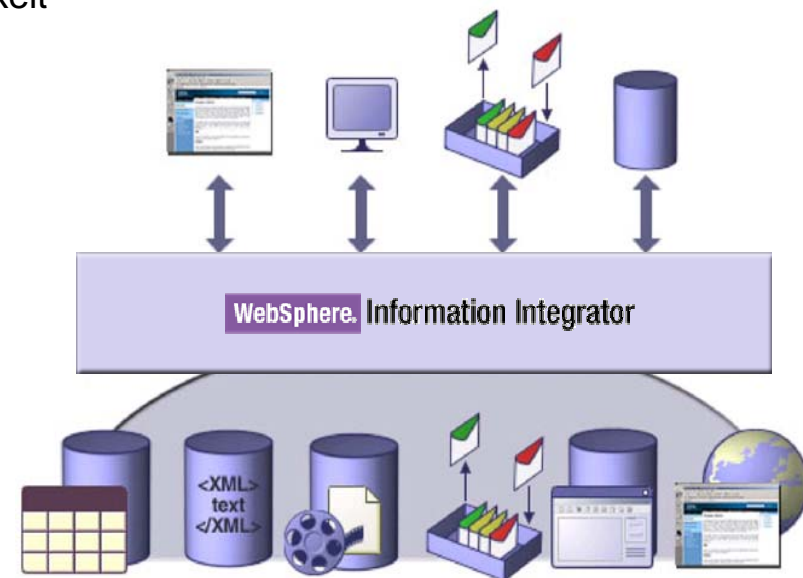 WebSphere. Information Integrator
<XML>
text
</XML>